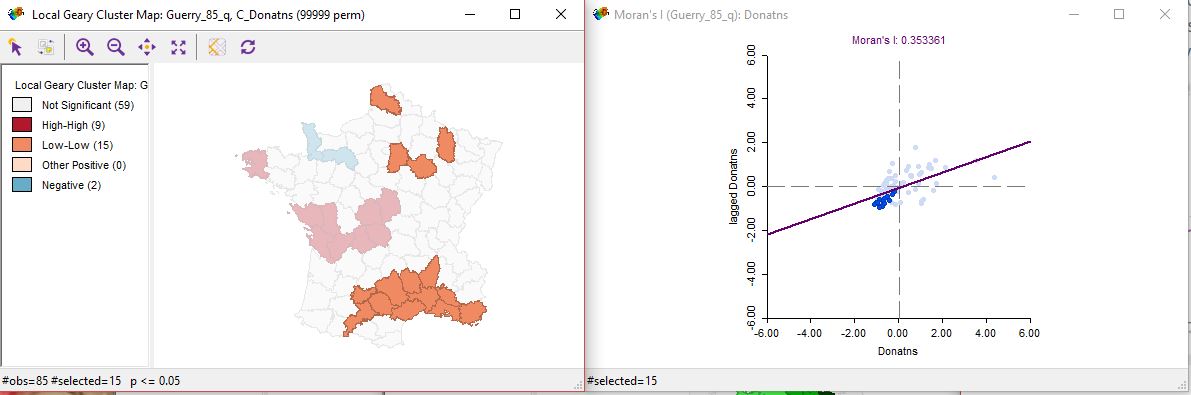 Local Geary Cluster Map: Guerry_85_q, C_Donatns (99999 perm)
Local Geary Cluster Map: G
Not Significant (59)
High-High (9)
Low-Low (15)
Other Positive (0)
Negative (2)
#obs=85 #selected=15 p <= 0.05
Moran's I (Guerry_85_q): Donatns
Moran's I: 0.353361
6.00
4.00
2.00
0.00
-2.00
-4.00
-6.00
lagged Donatns
-6.00 -4.00 -2.00 0.00 2.00 4.00 6.00
Donatns
#selected=15